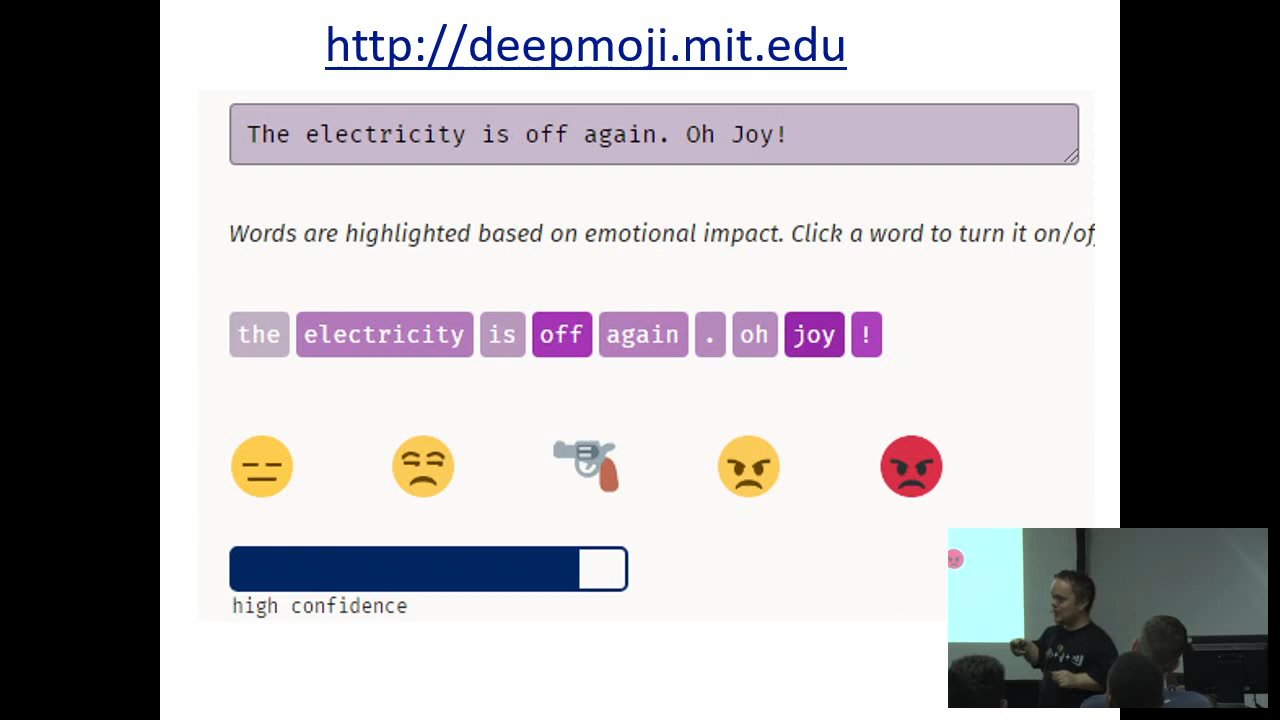 http://deepmoji.mit.edu
The electricity is off again. Oh Joy!
Words are highlighted based on emotional impact. Click a word to turn it on/of
the electricity is off again . oh joy !
high confidence